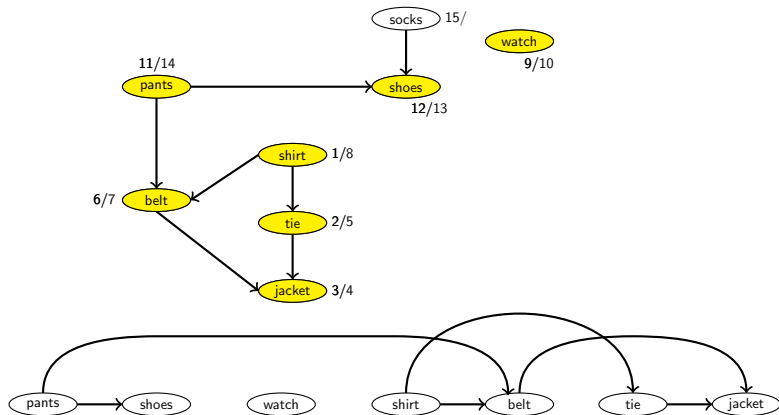 socks 15/
watch
9/10
11/14
pants
shoes
12/13
shirt 1/8
6/7 belt
tie 2/5
jacket 3/4
pants shoes watch shirt belt tie jacket